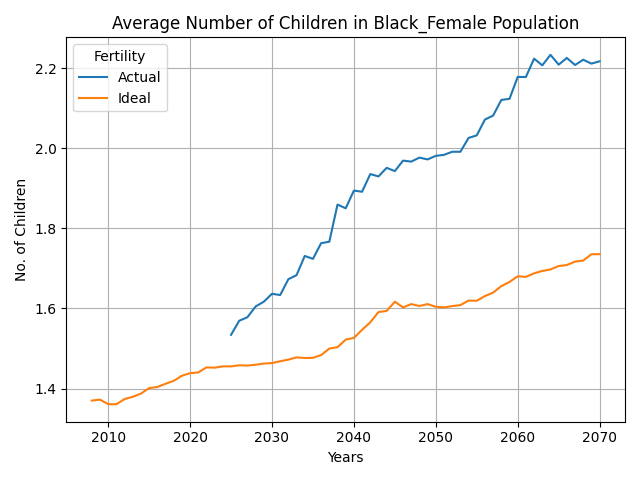 Average Number of Children in Black_Female Population
Fertility
Actual
Ideal
No. of Children
2.2
2.0
1.8
1.6
1.4
2010 2020 2030 2040 2050 2060 2070
Years